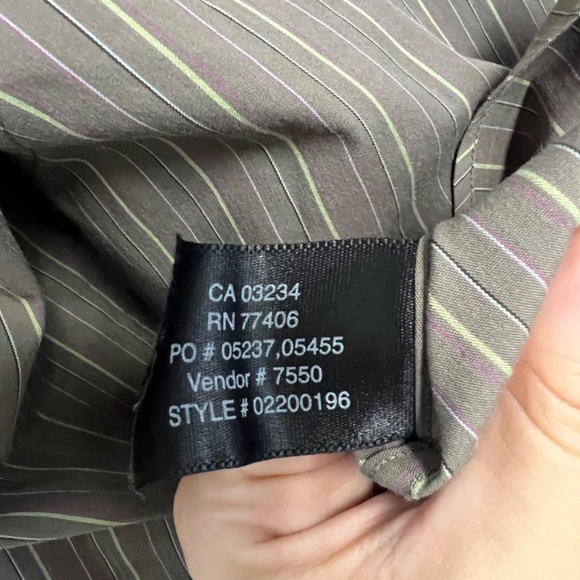 CA 03234
RN 77406
PO # 05237,05455
Vendor # 7550
STYLE# 02200196